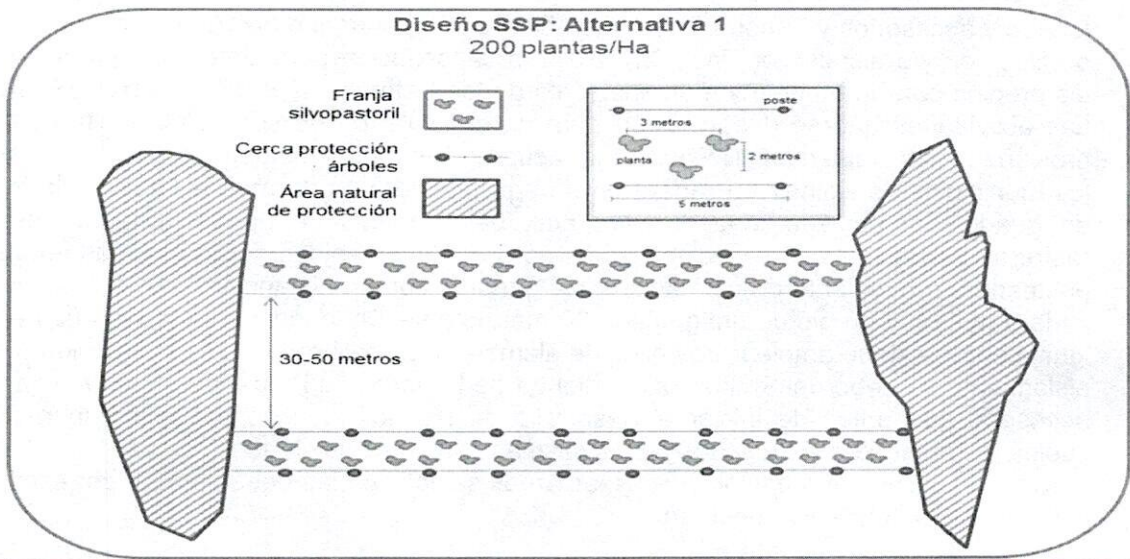 Diseño SSP: Alternativa 1
200 plantas/Ha
Franja
silvopastoril
Cerca protección
árboles
Área natural
de protección
poste
3 metros
planta
2 metros
5 metros
30-50 metros